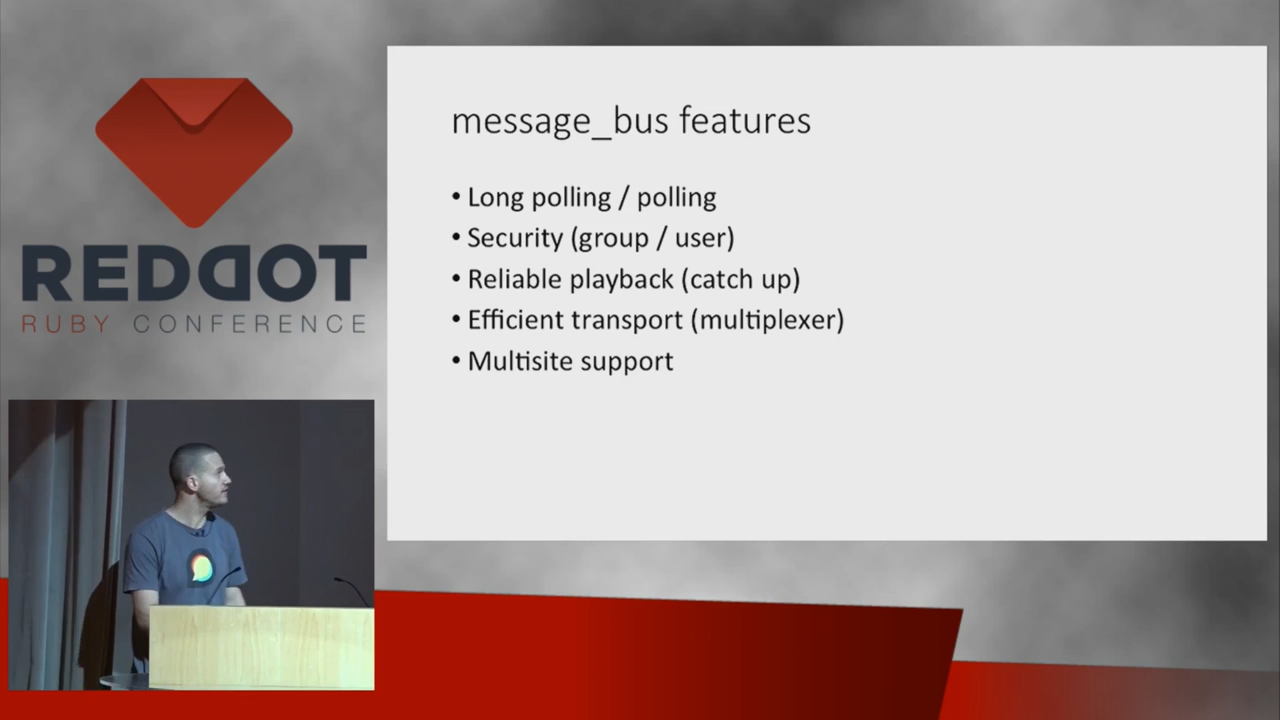 REDDOT
RUBY CONFERENCE
message_bus features
• Long polling / polling
• Security (group / user)
• Reliable playback (catch up)
• Efficient transport (multiplexer)
• Multisite support